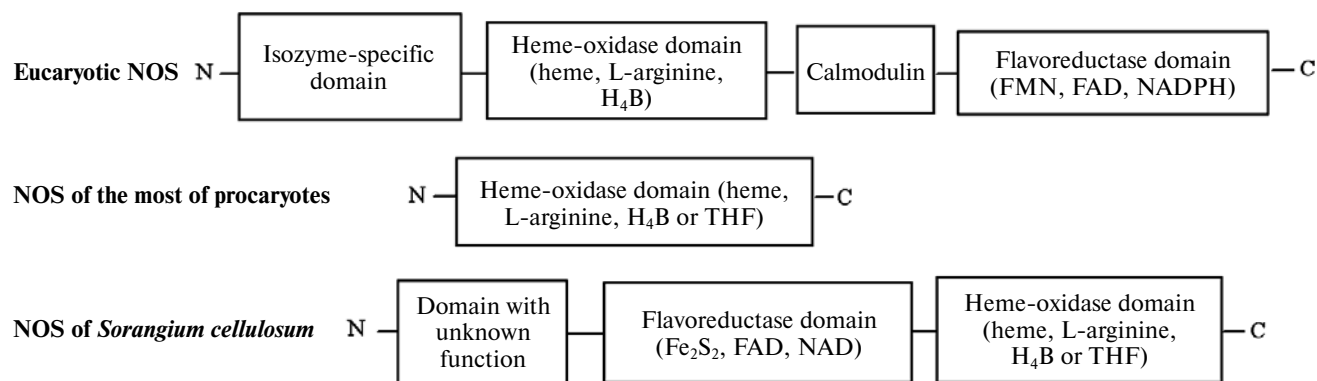 Eucaryotic NOS N
Isozyme-specific
domain
Heme-oxidase domain
(heme, L-arginine,
H₄B)
Calmodulin
Flavoreductase domain
(FMN, FAD, NADPH)
C
NOS of the most of procaryotes N
Heme-oxidase domain (heme,
L-arginine, H₄B or THF)
C
NOS of Sorangium cellulosum N
Domain with
unknown
function
Flavoreductase domain
(Fe₂S₂, FAD, NAD)
Heme-oxidase domain
(heme, L-arginine,
H₄B or THF)
C